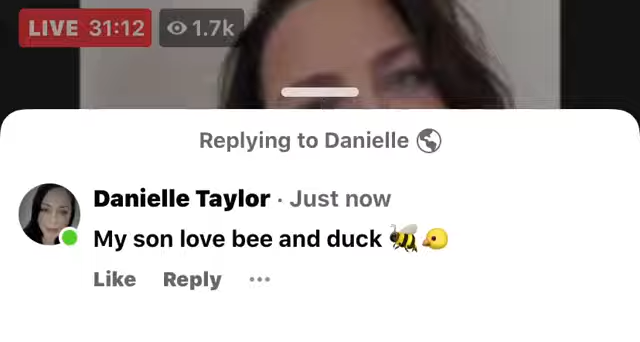 LIVE 31:12 1.7k
Replying to Danielle
Danielle Taylor · Just now
My son love bee and duck 🐝🐤
Like Reply ···